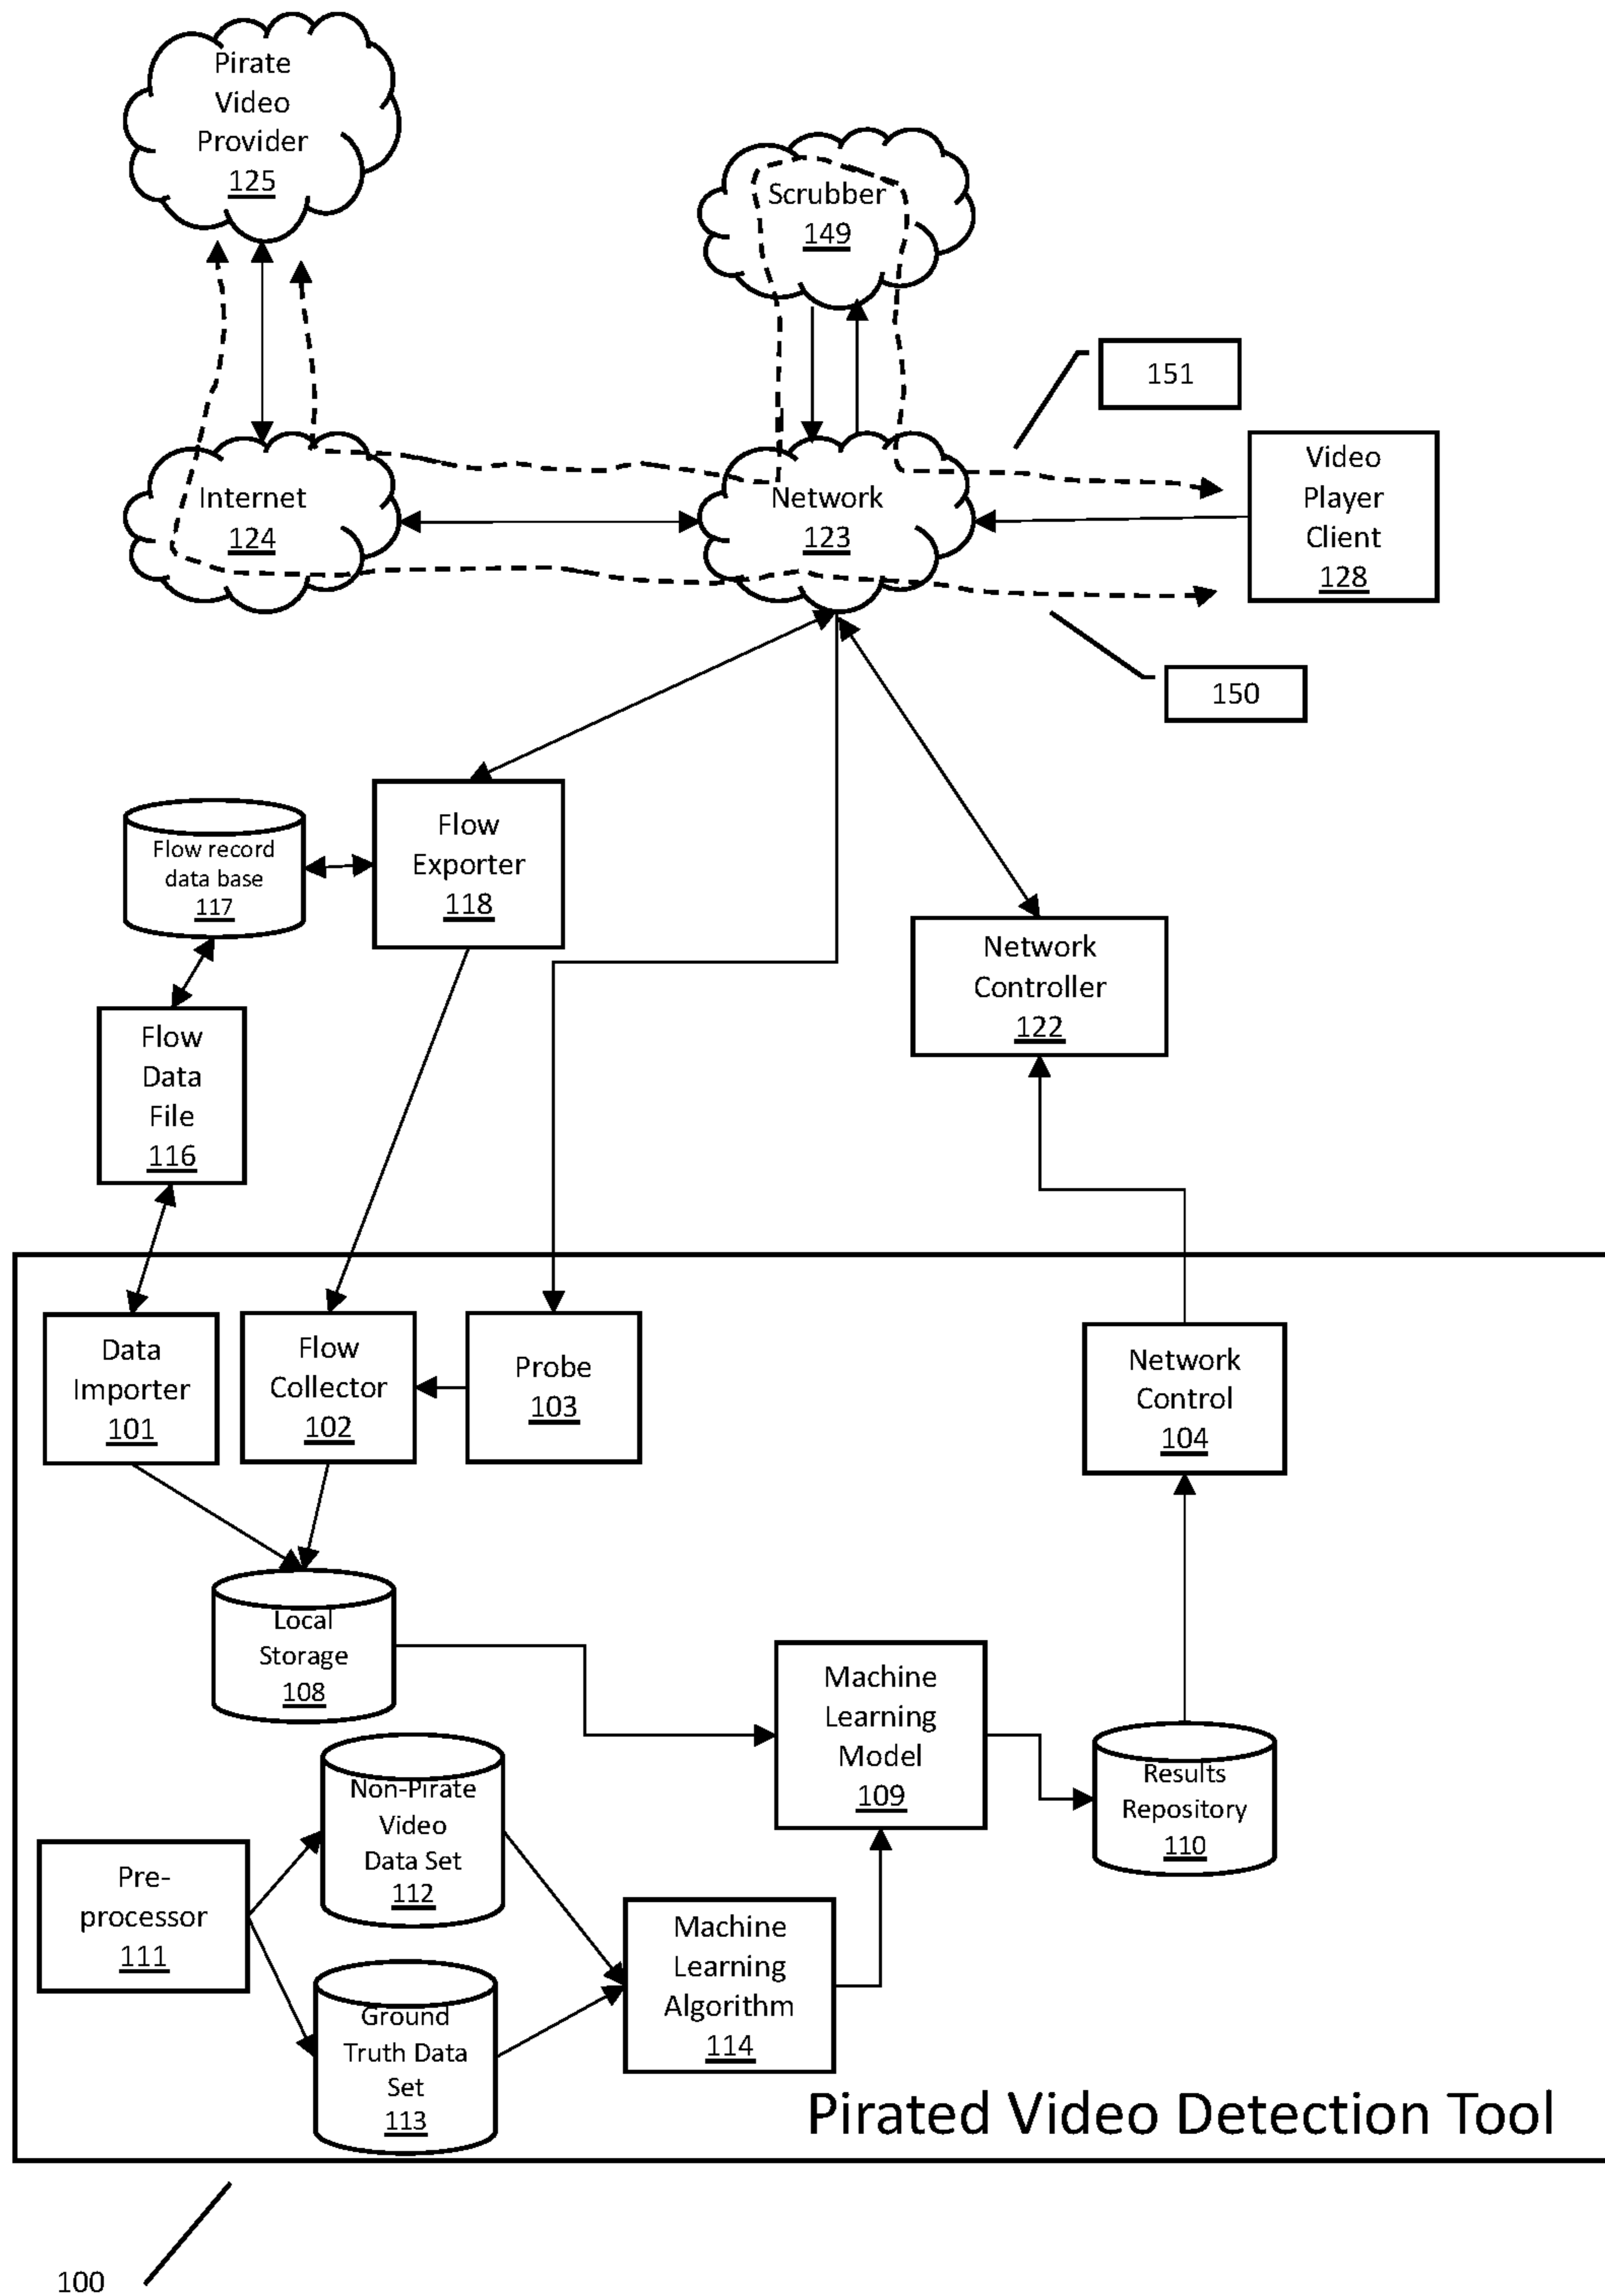 Pirate
Video
Provider
125
Scrubber
149
151
Internet
124
Network
123
Video
Player
Client
128
150
Flow record
data base
117
Flow
Exporter
118
Network
Controller
122
Flow
Data
File
116
Data
Importer
101
Flow
Collector
102
Probe
103
Network
Control
104
Local
Storage
108
Machine
Learning
Model
109
Results
Repository
110
Non-Pirate
Video
Data Set
112
Pre-
processor
111
Ground
Truth Data
Set
113
Machine
Learning
Algorithm
114
Pirated Video Detection Tool
100